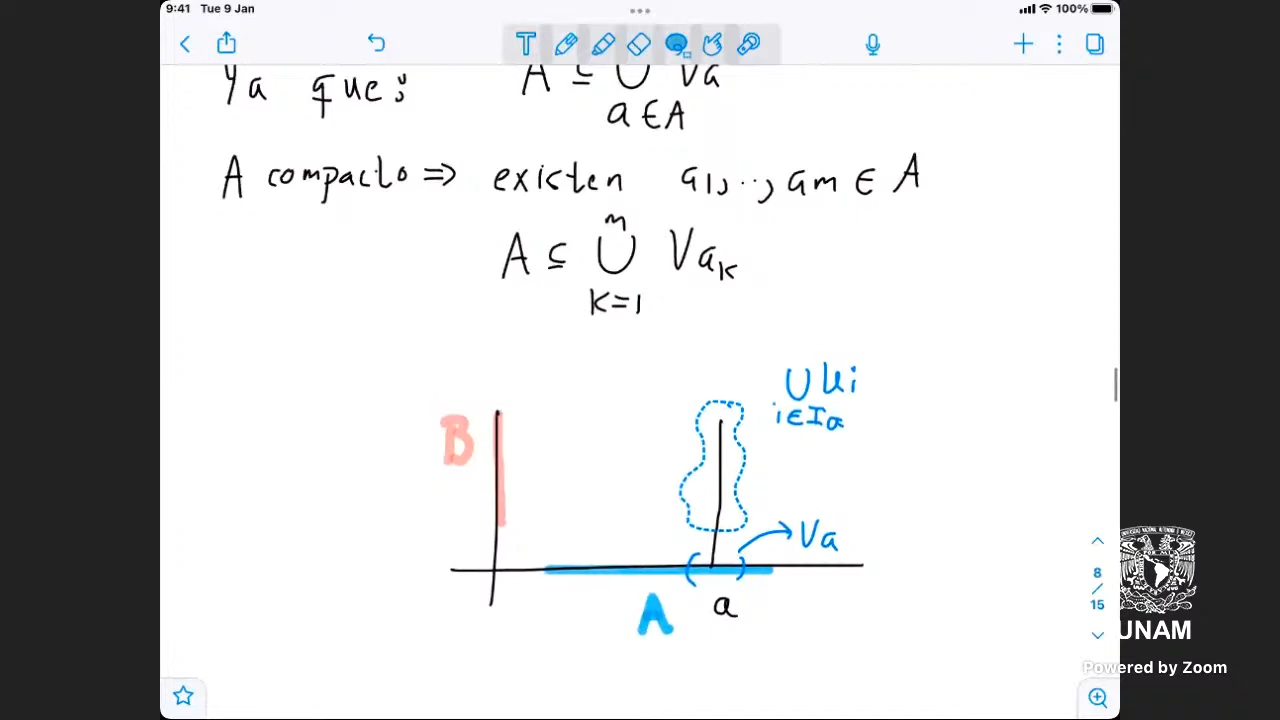 9:41 Tue 9 Jan
100%
Ya que: A ⊆ ∪ Va
a ∈ A
A compacto ⇒ existen a1, .., am ∈ A
m
A ⊆ ∪ Vak
k=1
∪ Ui
i∈Ia
B
Va
A a
8
/
15
UNAM
Powered by Zoom